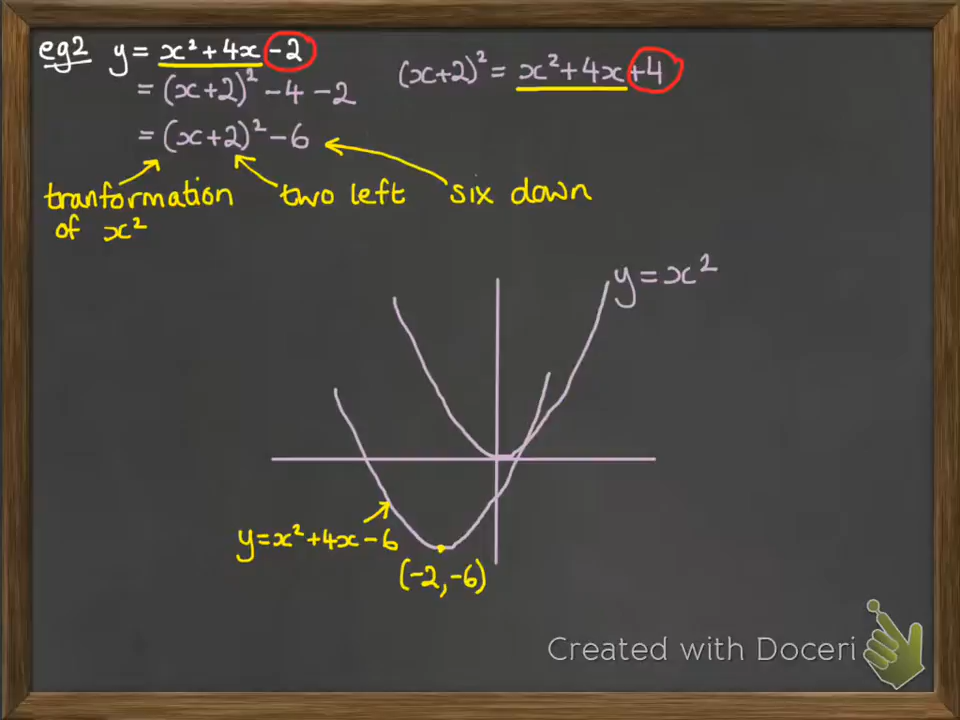 eg2 y = x² + 4x - 2
= (x+2)² - 4 - 2
= (x+2)² - 6
(x+2)² = x² + 4x + 4
tranformation of x²
two left
six down
y = x²
y = x² + 4x - 6
(-2, -6)
Created with Doceri